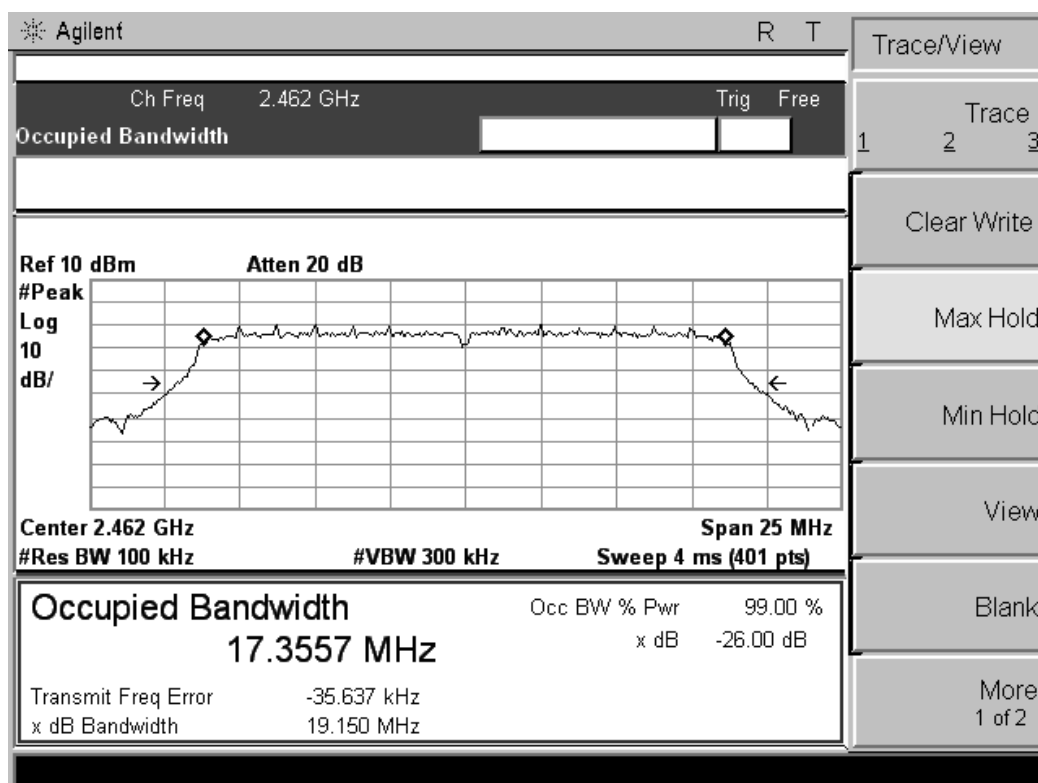 Agilent R T
Trace/View
Ch Freq 2.462 GHz Trig Free
Occupied Bandwidth
Trace
1 2 3
Clear Write
Max Hold
Min Hold
View
Blank
More
1 of 2
Ref 10 dBm Atten 20 dB
#Peak
Log
10
dB/
Center 2.462 GHz Span 25 MHz
#Res BW 100 kHz #VBW 300 kHz Sweep 4 ms (401 pts)
Occupied Bandwidth
17.3557 MHz
Occ BW % Pwr 99.00 %
x dB -26.00 dB
Transmit Freq Error -35.637 kHz
x dB Bandwidth 19.150 MHz